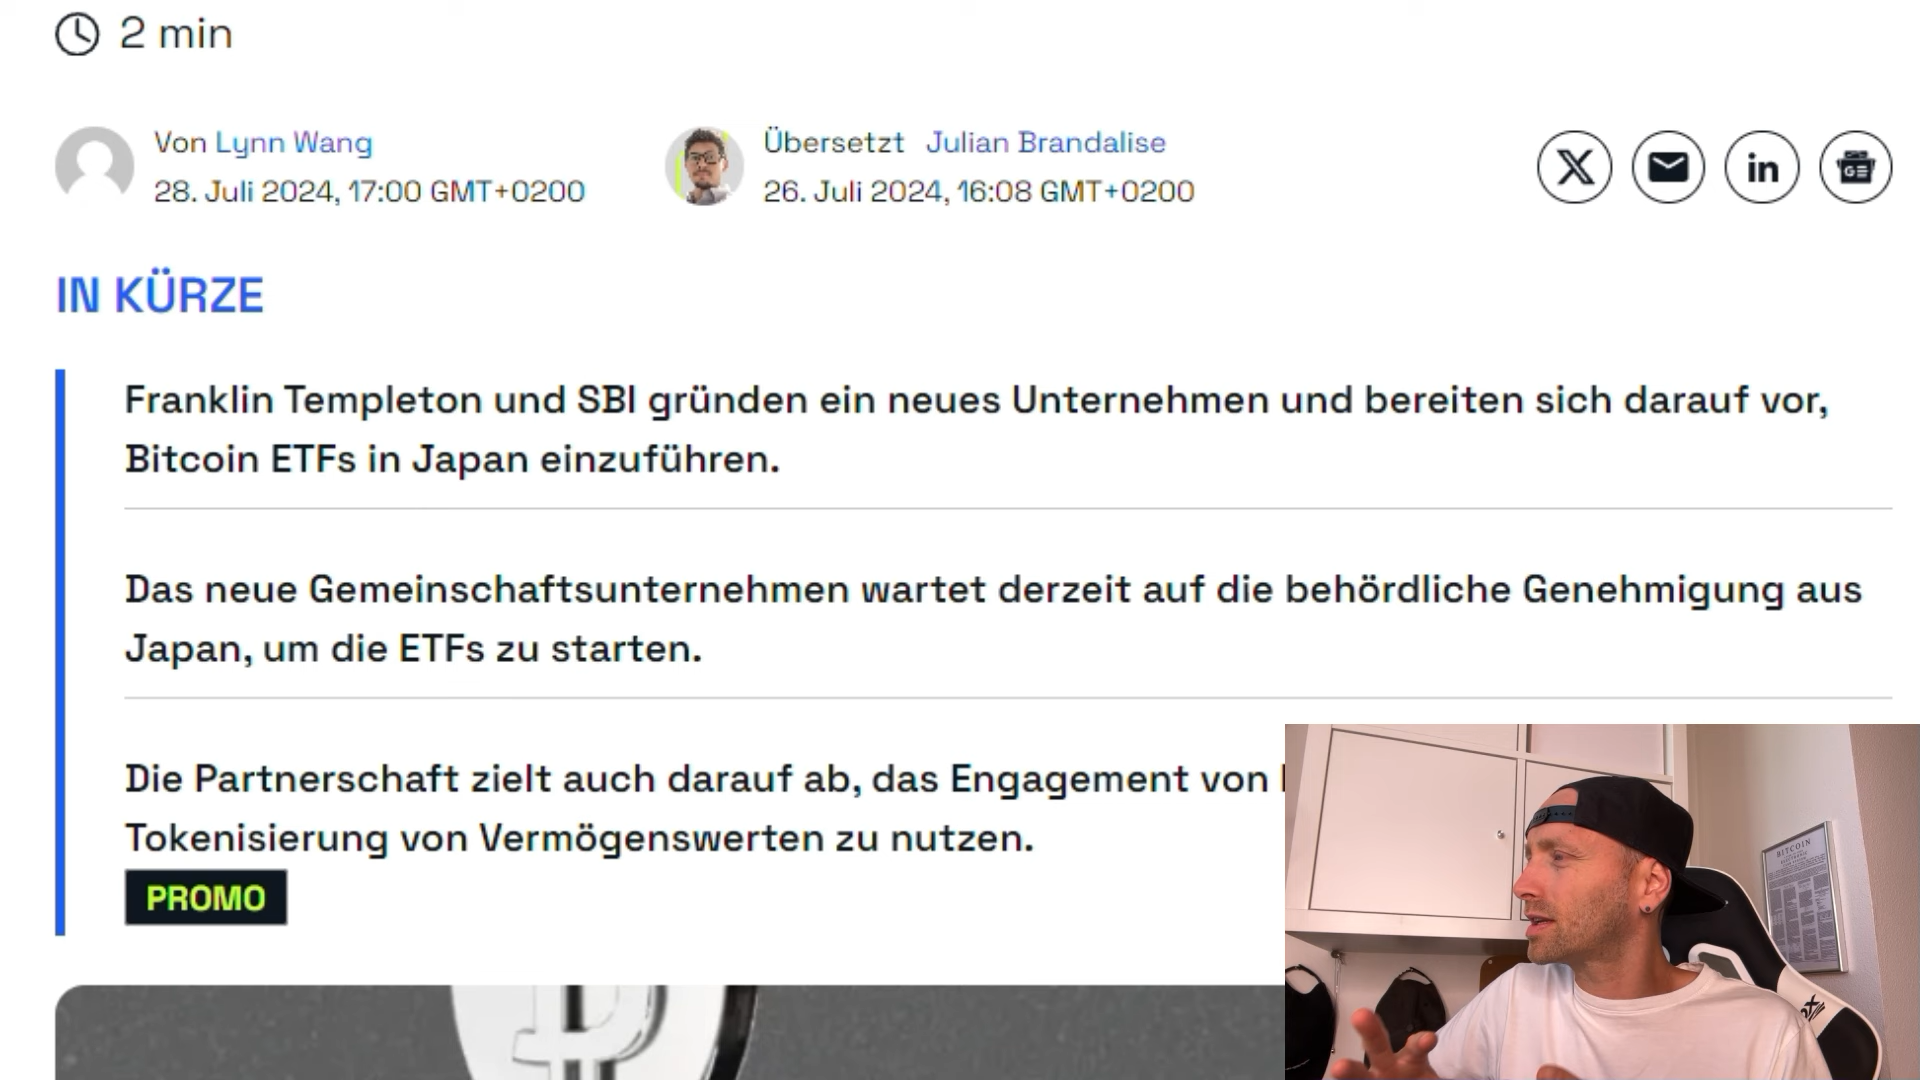 2 min
Von Lynn Wang
28. Juli 2024, 17:00 GMT+0200
Übersetzt Julian Brandalise
26. Juli 2024, 16:08 GMT+0200
in
GE
IN KÜRZE
Franklin Templeton und SBI gründen ein neues Unternehmen und bereiten sich darauf vor,
Bitcoin ETFs in Japan einzuführen.
Das neue Gemeinschaftsunternehmen wartet derzeit auf die behördliche Genehmigung aus
Japan, um die ETFs zu starten.
Die Partnerschaft zielt auch darauf ab, das Engagement von
Tokenisierung von Vermögenswerten zu nutzen.
PROMO
BITCOIN